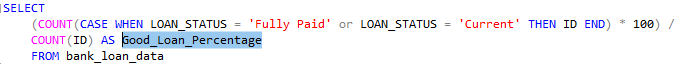 SELECT
(COUNT(CASE WHEN LOAN_STATUS = 'Fully Paid' or LOAN_STATUS = 'Current' THEN ID END) * 100) /
COUNT(ID) AS Good_Loan_Percentage
FROM bank_loan_data